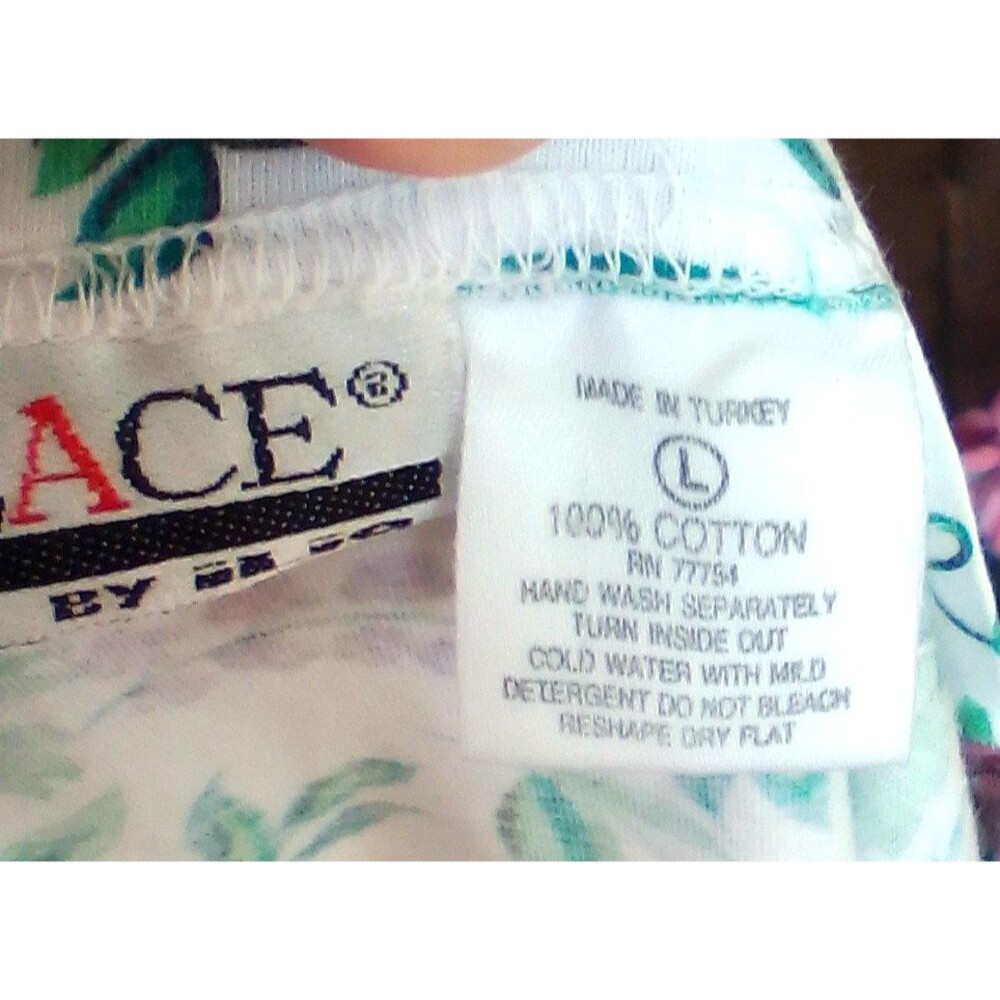 ACE®
BY
MADE IN TURKEY
L
100% COTTON
RN 77754
HAND WASH SEPARATELY
TURN INSIDE OUT
COLD WATER WITH MILD
DETERGENT DO NOT BLEACH
RESHAPE DRY FLAT